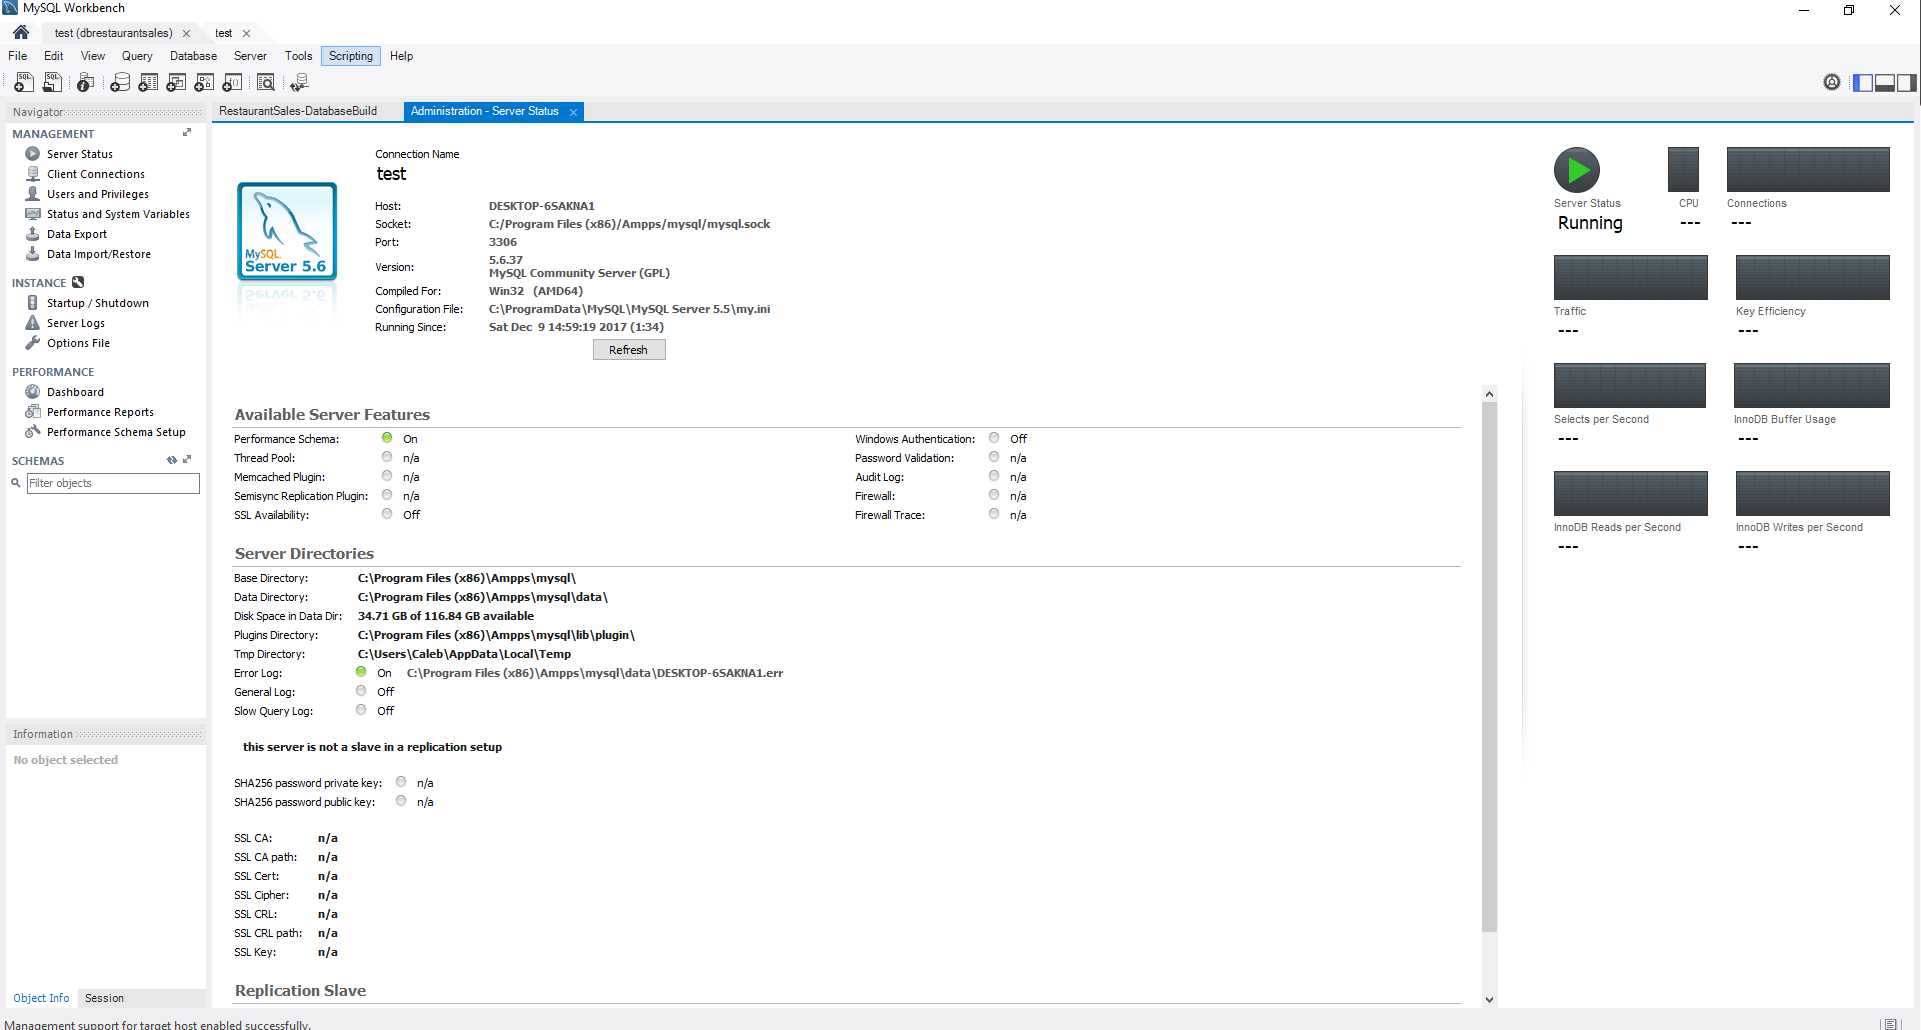 MySQL Workbench
test (dbrestaurantsales)
test
File Edit View Query Database Server Tools Scripting Help
Navigator
MANAGEMENT
Server Status
Client Connections
Users and Privileges
Status and System Variables
Data Export
Data Import/Restore
INSTANCE
Startup / Shutdown
Server Logs
Options File
PERFORMANCE
Dashboard
Performance Reports
Performance Schema Setup
SCHEMAS
Filter objects
Information
No object selected
Object Info Session
RestaurantSales-DatabaseBuild
Administration - Server Status
MySQL
Server 5.6
Connection Name
test
Host: DESKTOP-6SAKNA1
Socket: C:/Program Files (x86)/Ampps/mysql/mysql.sock
Port: 3306
Version: 5.6.37
MySQL Community Server (GPL)
Compiled For: Win32 (AMD64)
Configuration File: C:\ProgramData\MySQL\MySQL Server 5.5\my.ini
Running Since: Sat Dec 9 14:59:19 2017 (1:34)
Refresh
Available Server Features
Performance Schema: On
Thread Pool: n/a
Memcached Plugin: n/a
Semisync Replication Plugin: n/a
SSL Availability: Off
Windows Authentication: Off
Password Validation: n/a
Audit Log: n/a
Firewall: n/a
Firewall Trace: n/a
Server Directories
Base Directory: C:\Program Files (x86)\Ampps\mysql\
Data Directory: C:\Program Files (x86)\Ampps\mysql\data\
Disk Space in Data Dir: 34.71 GB of 116.84 GB available
Plugins Directory: C:\Program Files (x86)\Ampps\mysql\lib\plugin\
Tmp Directory: C:\Users\Caleb\AppData\Local\Temp
Error Log: On C:\Program Files (x86)\Ampps\mysql\data\DESKTOP-6SAKNA1.err
General Log: Off
Slow Query Log: Off
this server is not a slave in a replication setup
SHA256 password private key: n/a
SHA256 password public key: n/a
SSL CA: n/a
SSL CA path: n/a
SSL Cert: n/a
SSL Cipher: n/a
SSL CRL: n/a
SSL CRL path: n/a
SSL Key: n/a
Replication Slave
Server Status
Running
CPU
---
Connections
---
Traffic
---
Key Efficiency
---
Selects per Second
---
InnoDB Buffer Usage
---
InnoDB Reads per Second
---
InnoDB Writes per Second
---
Management support for target host enabled successfully.